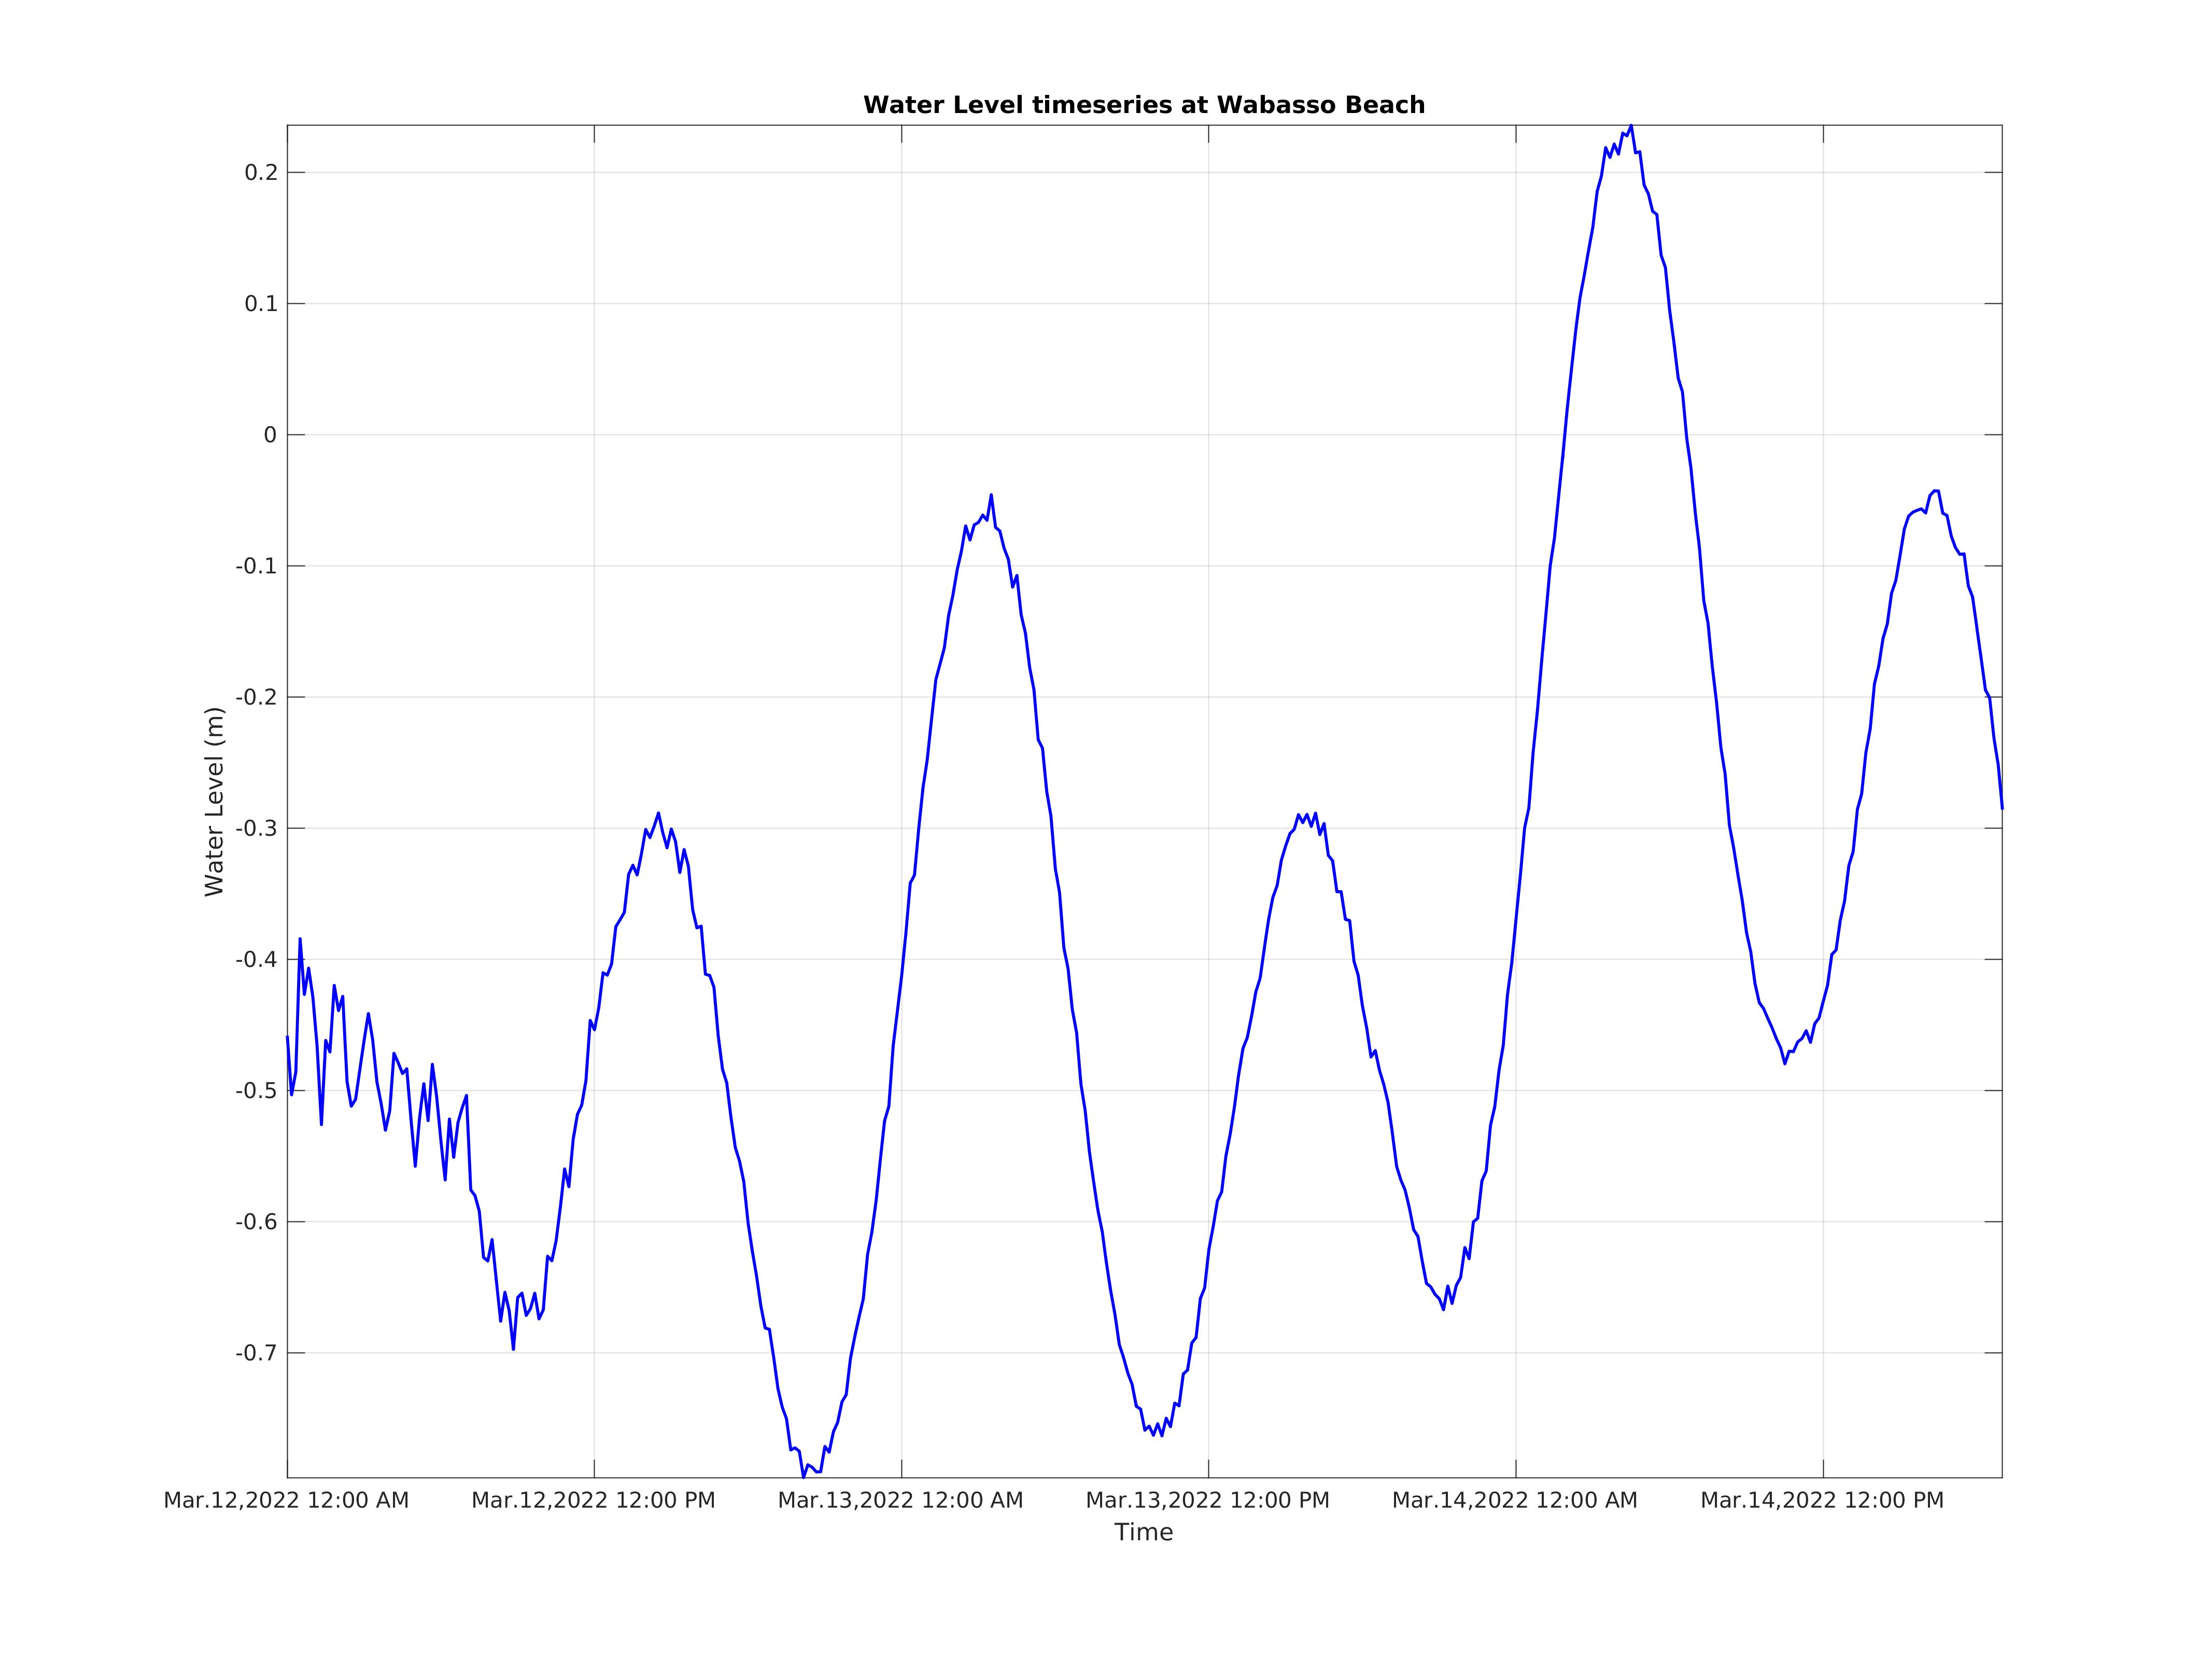 Water Level timeseries at Wabasso Beach
0.2
0.1
0
-0.1
-0.2
-0.3
-0.4
-0.5
-0.6
-0.7
Water Level (m)
Mar.12,2022 12:00 AM Mar.12,2022 12:00 PM Mar.13,2022 12:00 AM Mar.13,2022 12:00 PM Mar.14,2022 12:00 AM Mar.14,2022 12:00 PM
Time